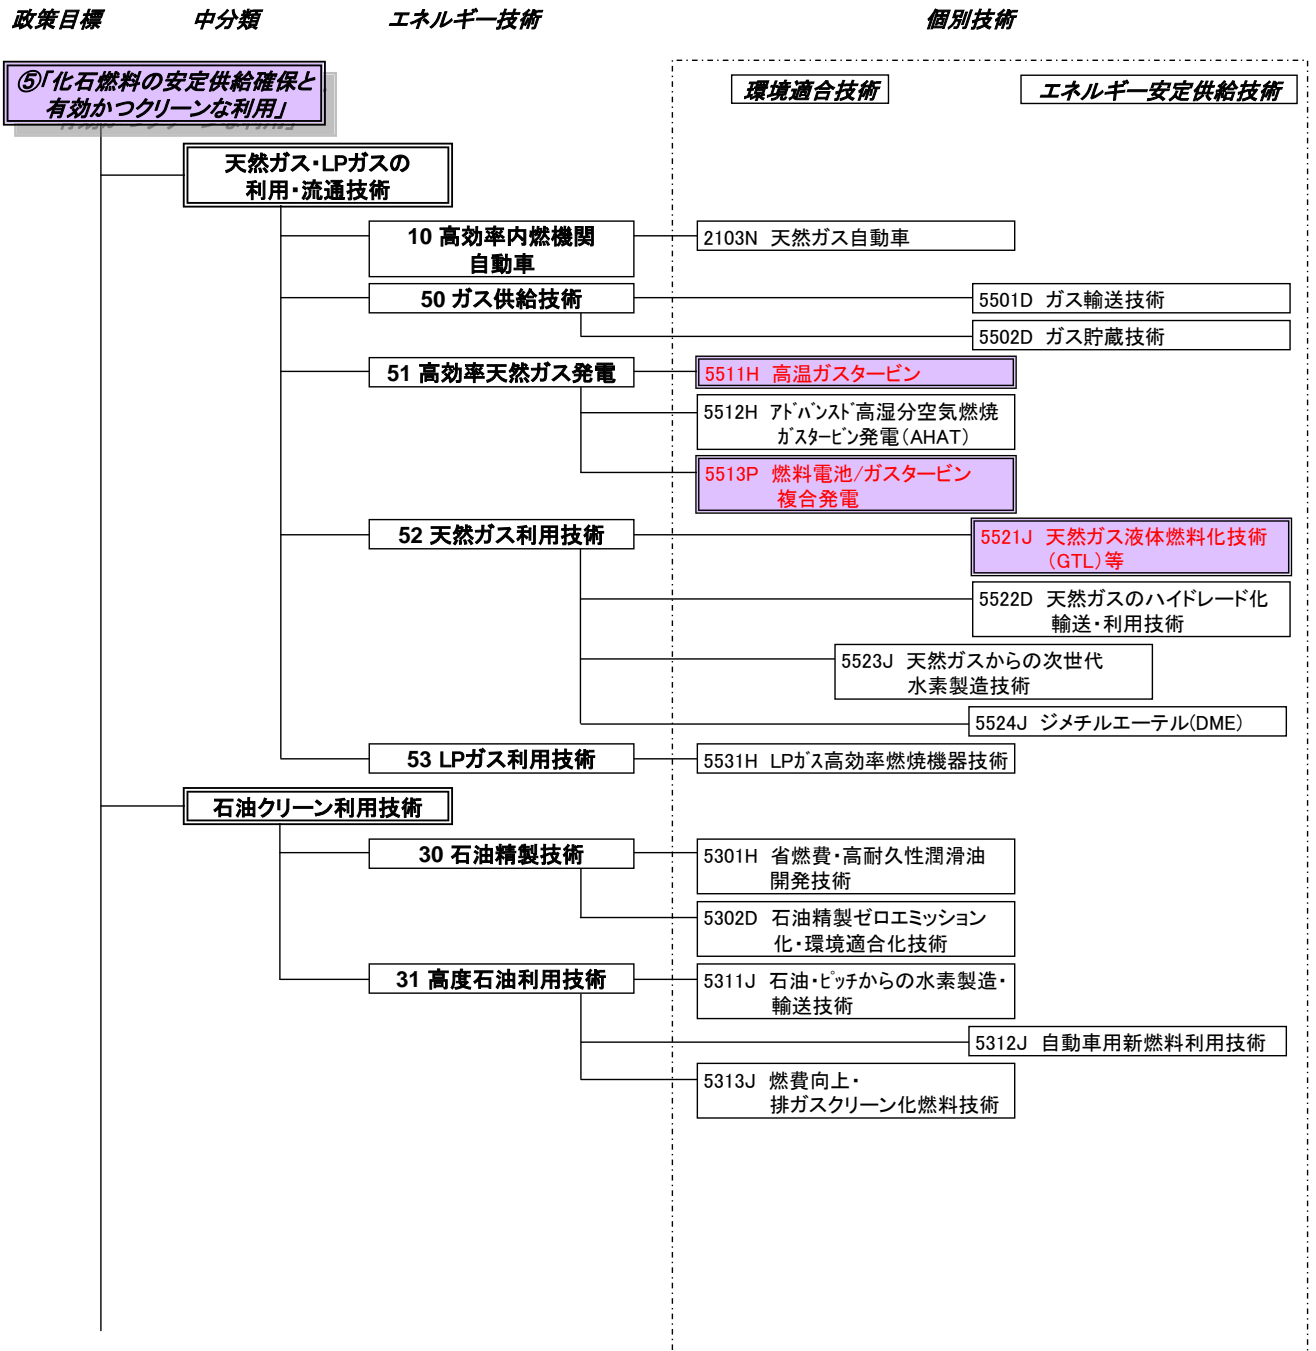 政策目標 中分類 エネルギー技術 個別技術
⑤「化石燃料の安定供給確保と
有効かつクリーンな利用」
環境適合技術 エネルギー安定供給技術
天然ガス・LPガスの
利用・流通技術
10 高効率内燃機関
自動車
2103N 天然ガス自動車
50 ガス供給技術
5501D ガス輸送技術
5502D ガス貯蔵技術
51 高効率天然ガス発電
5511H 高温ガスタービン
5512H ｱﾄﾞﾊﾞﾝｽﾄﾞ高湿分空気燃焼
ｶﾞｽﾀｰﾋﾞﾝ発電(AHAT)
5513P 燃料電池/ガスタービン
複合発電
52 天然ガス利用技術
5521J 天然ガス液体燃料化技術
(GTL)等
5522D 天然ガスのハイドレード化
輸送・利用技術
5523J 天然ガスからの次世代
水素製造技術
5524J ジメチルエーテル(DME)
53 LPガス利用技術
5531H LPｶﾞｽ高効率燃焼機器技術
石油クリーン利用技術
30 石油精製技術
5301H 省燃費・高耐久性潤滑油
開発技術
5302D 石油精製ゼロエミッション
化・環境適合化技術
31 高度石油利用技術
5311J 石油・ﾋﾟｯﾁからの水素製造・
輸送技術
5312J 自動車用新燃料利用技術
5313J 燃費向上・
排ガスクリーン化燃料技術